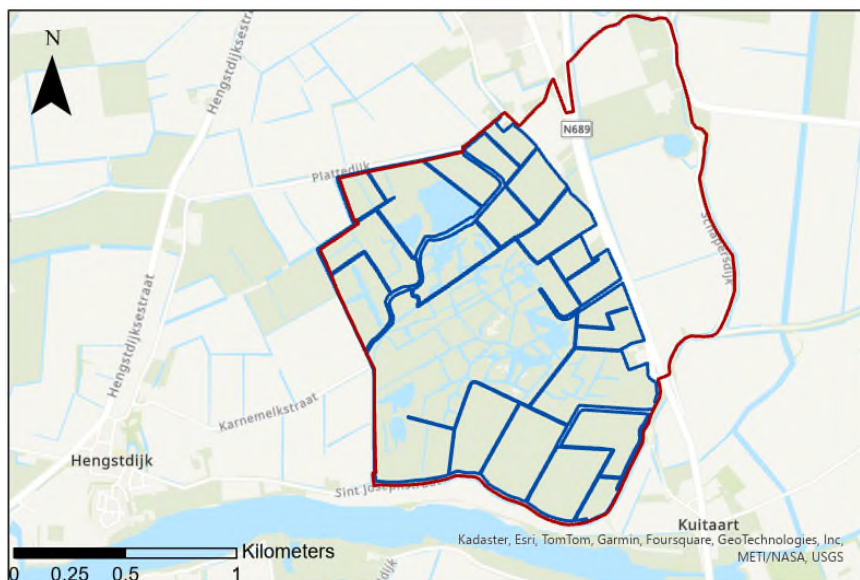 N
Hengstdijksestraat
N689
Plattedijk
Schapersdijk
Hengstdijksestraat
Karnemelkstraat
Hengstdijk
Sint Josephstraat
Kuitaart
Kadaster, Esri, TomTom, Garmin, Foursquare, GeoTechnologies, Inc,
METI/NASA, USGS
Kilometers
0 0.25 0.5 1